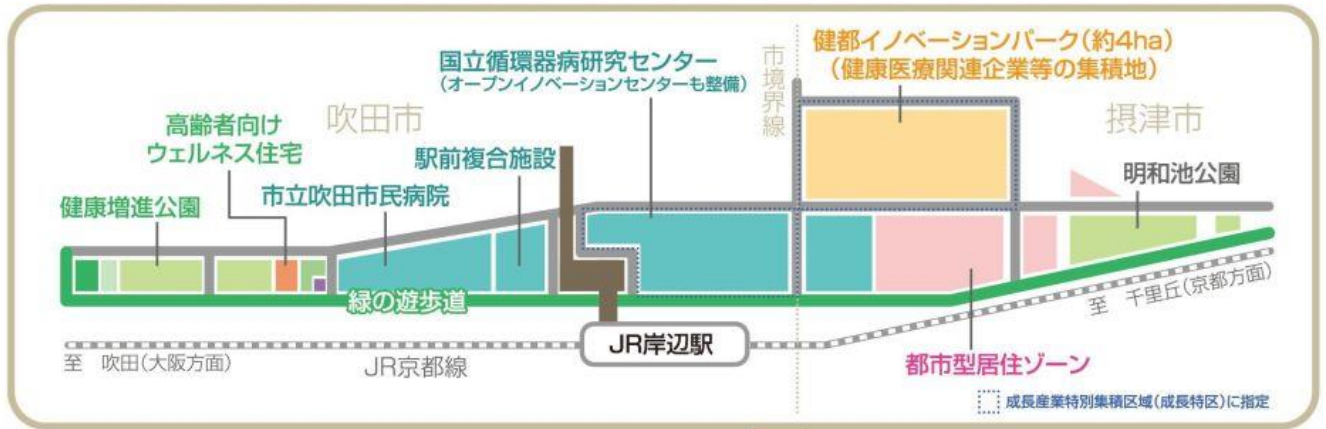 健都イノベーションパーク(約4ha)
(健康医療関連企業等の集積地)
国立循環器病研究センター
(オープンイノベーションセンターも整備)
市境界線
吹田市
摂津市
高齢者向け
ウェルネス住宅
駅前複合施設
明和池公園
市立吹田市民病院
健康増進公園
緑の遊歩道
至 千里丘(京都方面)
JR岸辺駅
至 吹田(大阪方面)
JR京都線
都市型居住ゾーン
成長産業特別集積区域(成長特区)に指定